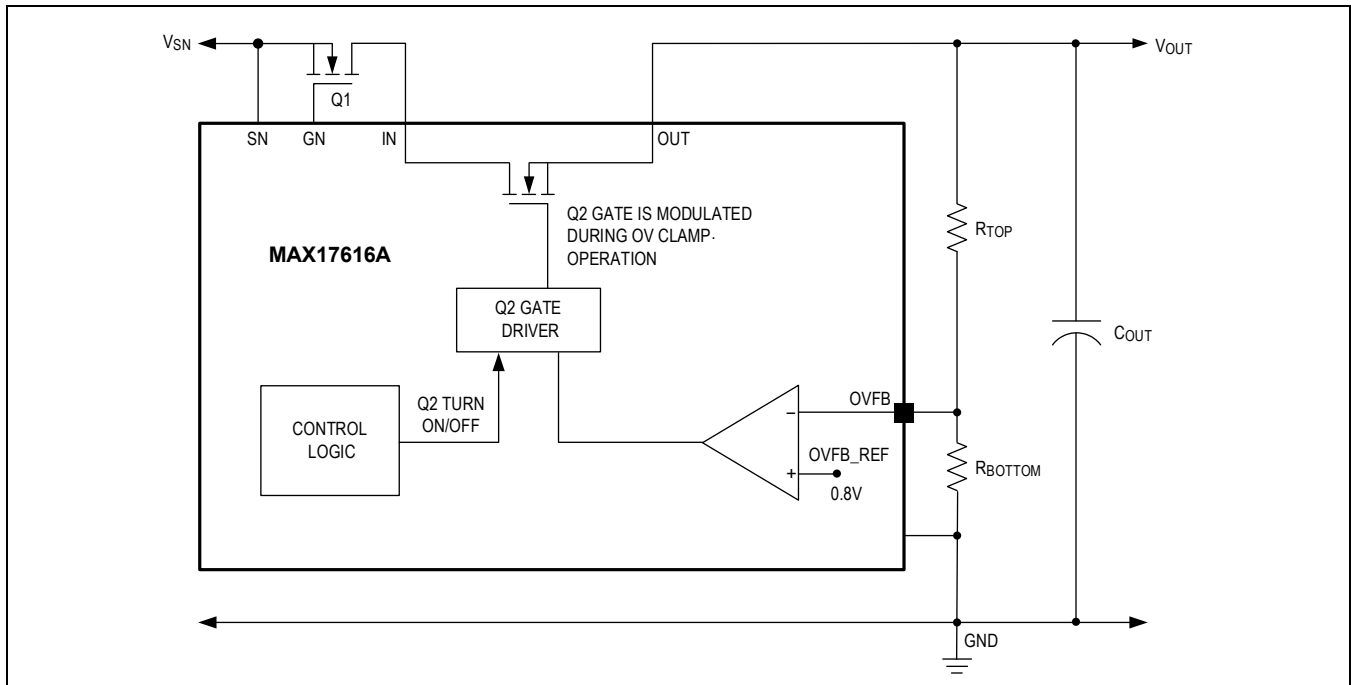 VSN
VOUT
Q1
SN
GN
IN
OUT
Q2 GATE IS MODULATED
DURING OV CLAMP·
OPERATION
RTOP
MAX17616A
Q2 GATE
DRIVER
COUT
OVFB
CONTROL
LOGIC
Q2 TURN
ON/OFF
−
OVFB_REF
+
0.8V
RBOTTOM
GND